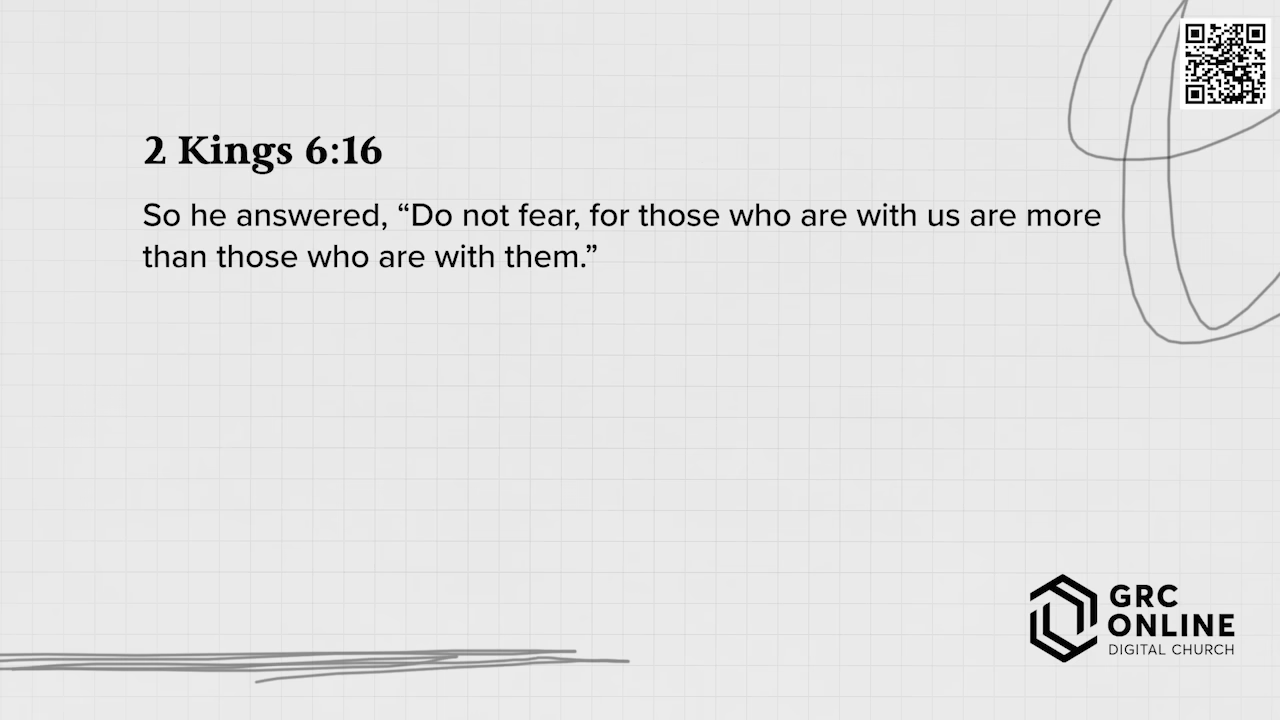 2 Kings 6:16
So he answered, “Do not fear, for those who are with us are more
than those who are with them.”
GRC
ONLINE
DIGITAL CHURCH